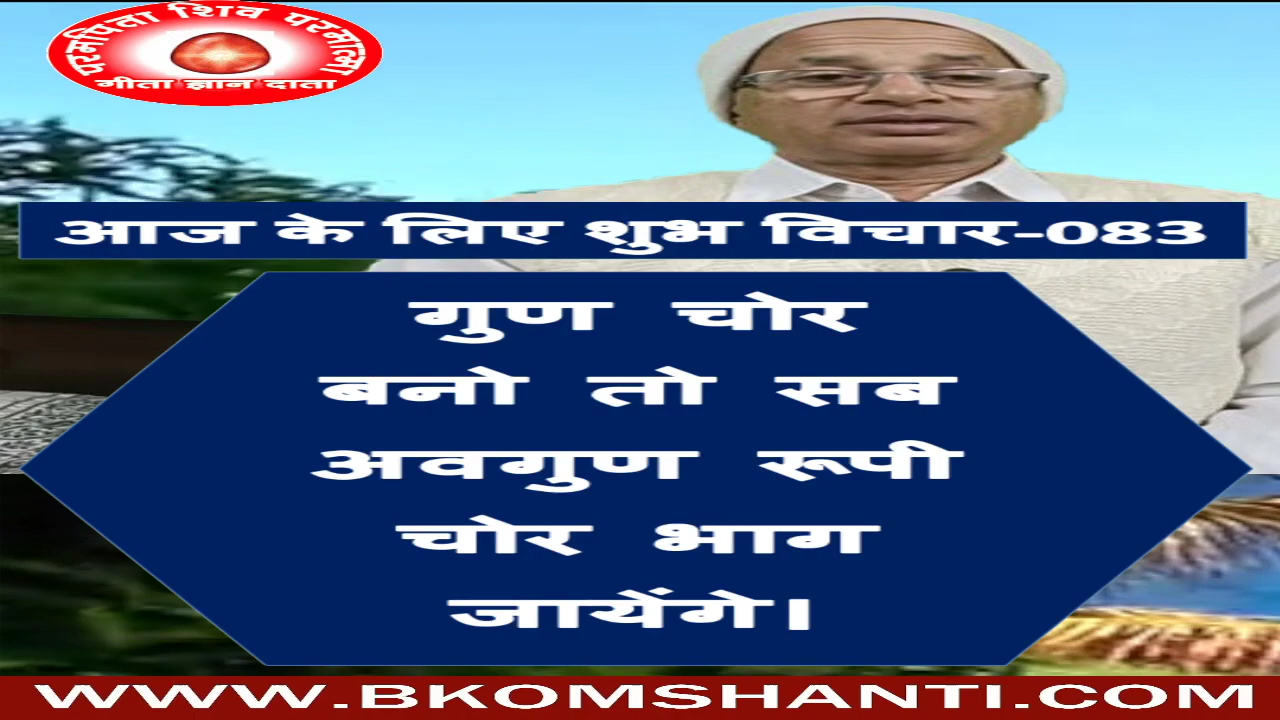 परमपिता शिव परमात्मा
गीता ज्ञान दाता
आज के लिए शुभ विचार-083
गुण चोर
बनो तो सब
अवगुण रूपी
चोर भाग
जायेंगे।
WWW.BKOMSHANTI.COM